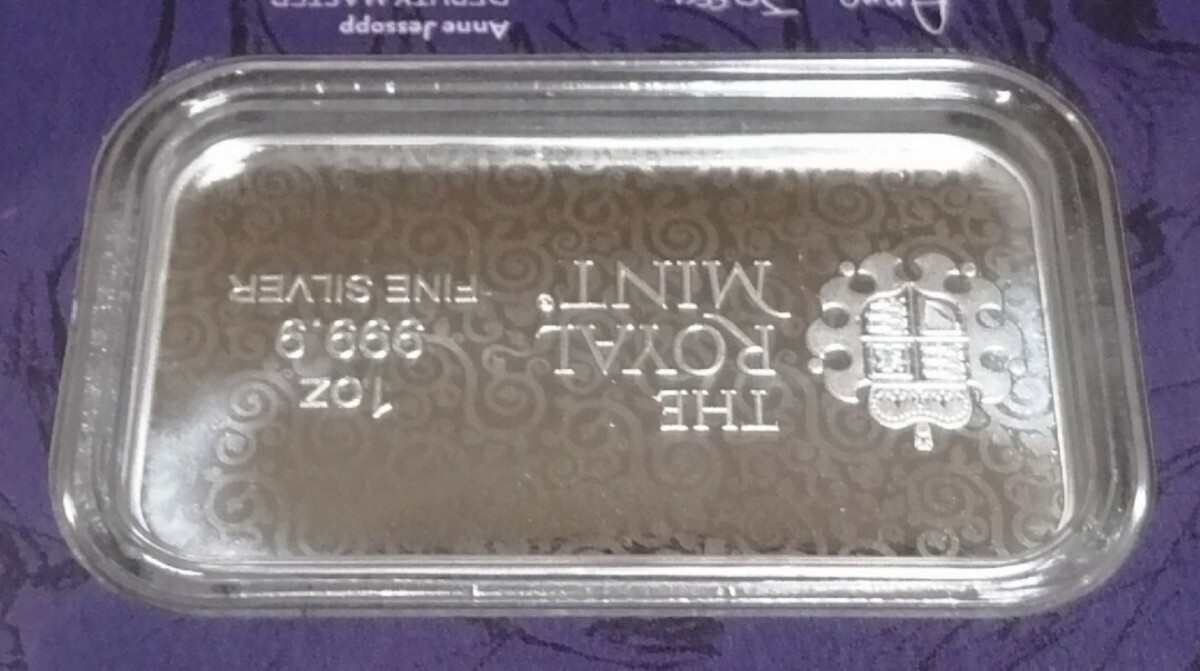 THE
ROYAL
MINT®
1oz
999.9
FINE SILVER
Anne Jessopp
DEPUTY MASTER